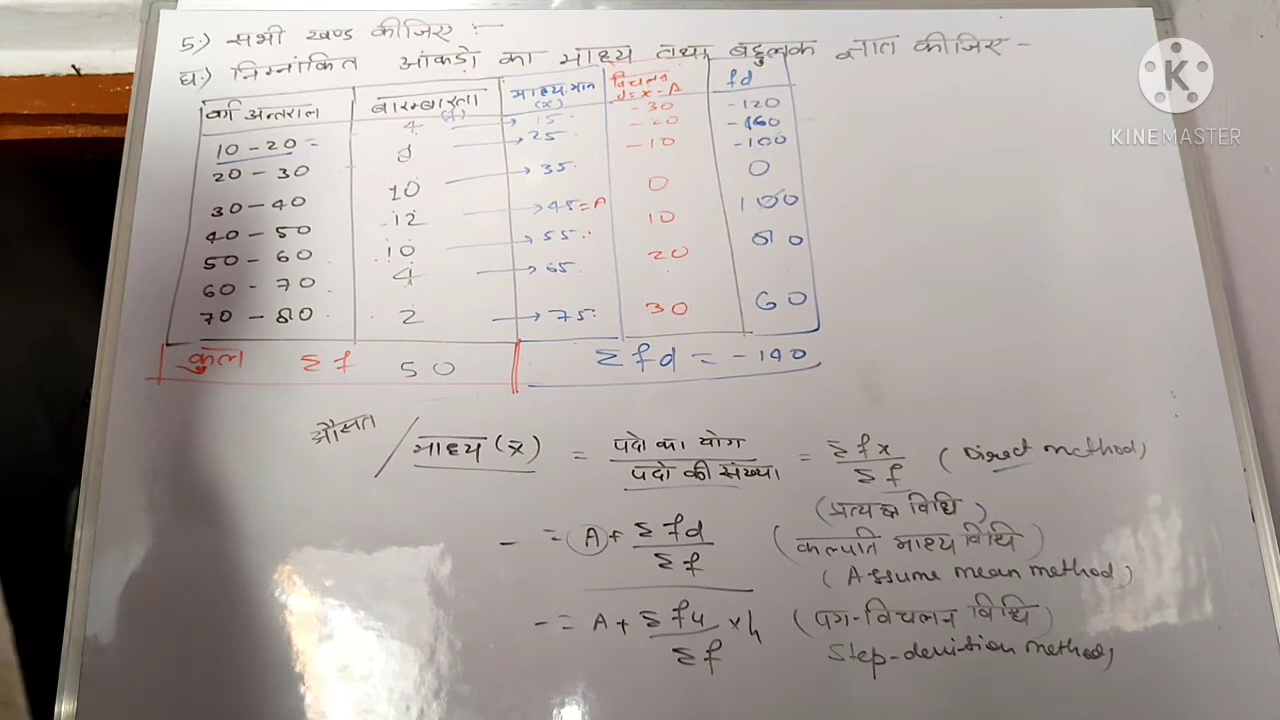 5.) सभी खण्ड कीजिए :-
घ.) निम्नांकित आंकड़ो का माध्य तथा बहुलक ज्ञात कीजिए -
वर्ग अन्तराल बारम्बारता (f) माध्य मान (x) विचलन d=x-A fd
10-20= 4 → 15. -30 -120
20-30 8 → 25. -20 -160
30-40 10 → 35. -10 -100
40-50 12 → 45=A 0 0
50-60 10 → 55. 10 100
60-70 4 → 65. 20 80
70-80 2 → 75. 30 60
कुल Σf 50 Σfd = -140
औसत / माध्य (x̄) = पदो का योग / पदो की संख्या = Σfx / Σf (Direct method)
(प्रत्यक्ष विधि)
- = A + Σfd / Σf (कल्पति माध्य विधि)
(Assume mean method)
- = A + Σfu / Σf × h (पग-विचलन विधि)
Step-devition method)
K
KINEMASTER